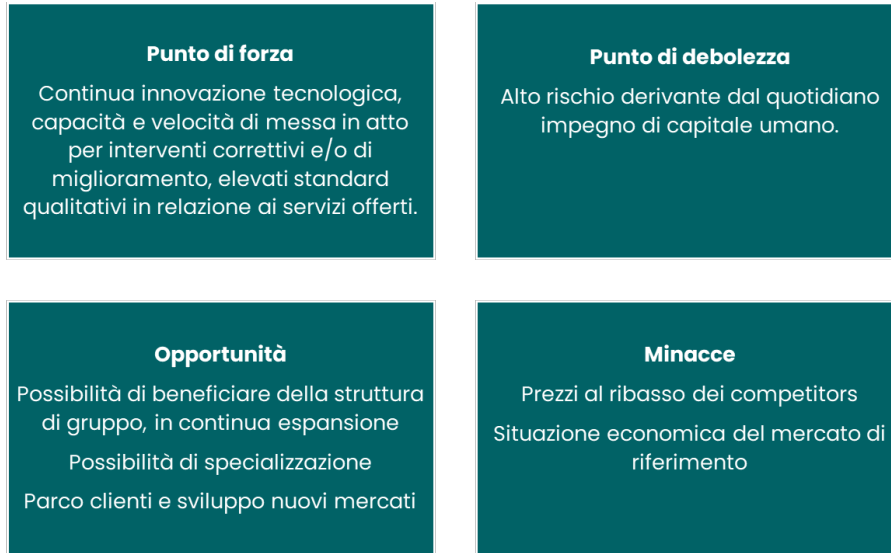 Punto di forza
Continua innovazione tecnologica,
capacità e velocità di messa in atto
per interventi correttivi e/o di
miglioramento, elevati standard
qualitativi in relazione ai servizi offerti.
Punto di debolezza
Alto rischio derivante dal quotidiano
impegno di capitale umano.
Opportunità
Possibilità di beneficiare della struttura
di gruppo, in continua espansione
Possibilità di specializzazione
Parco clienti e sviluppo nuovi mercati
Minacce
Prezzi al ribasso dei competitors
Situazione economica del mercato di
riferimento